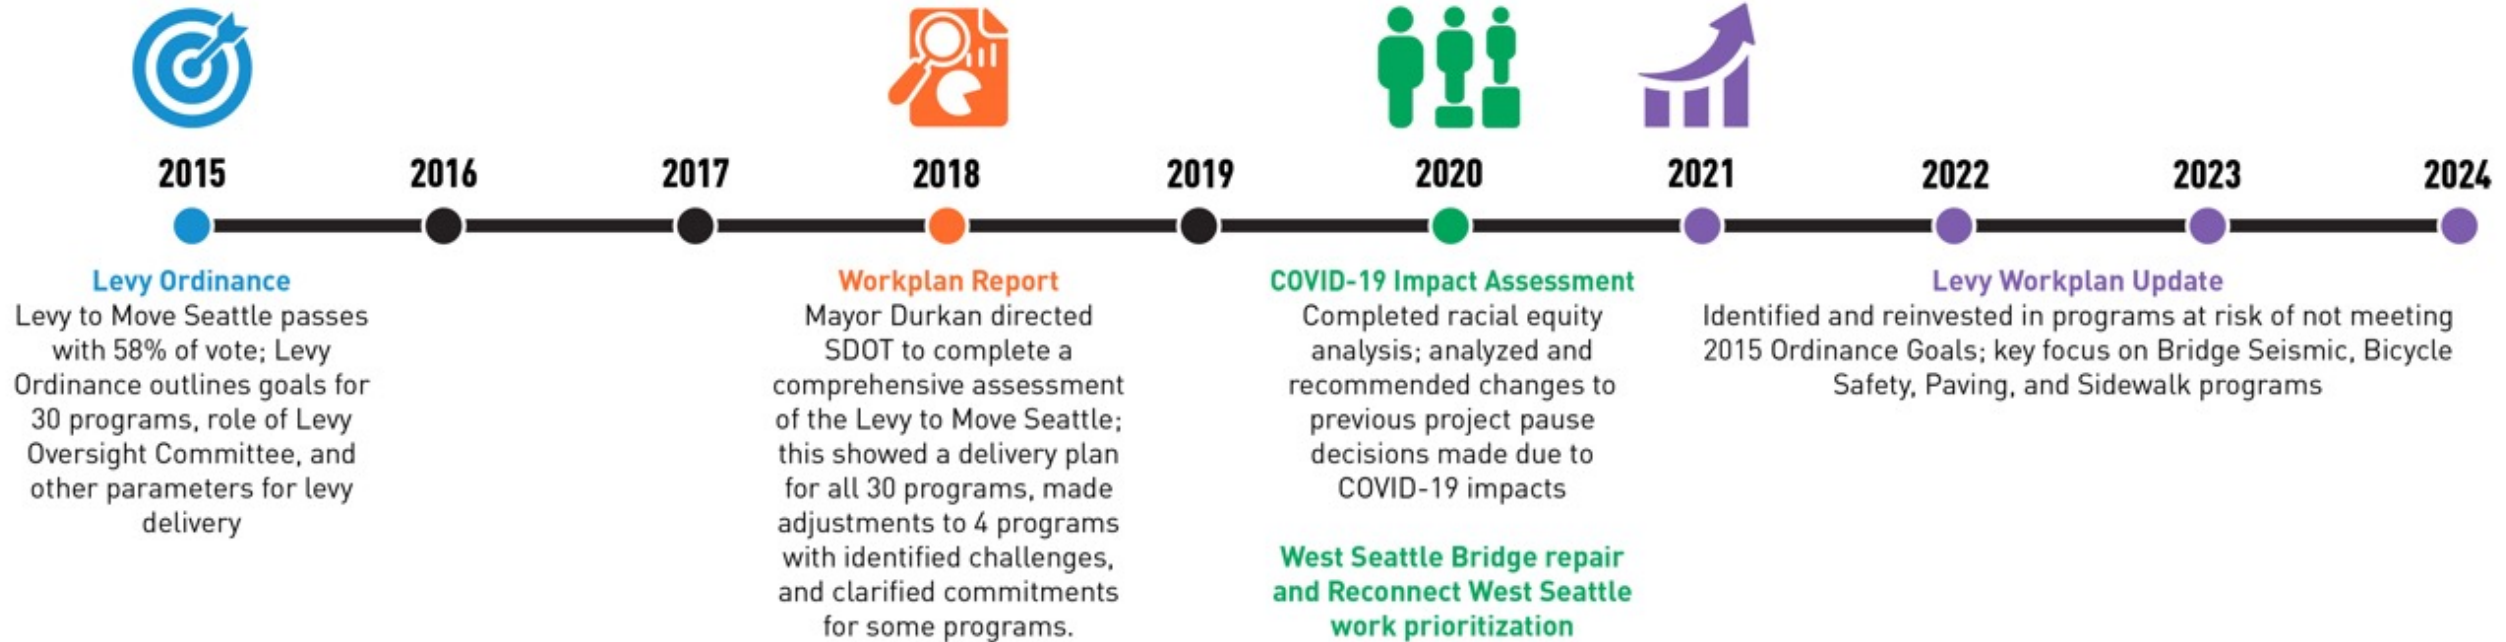 2015
2016
2017
2018
2019
2020
2021
2022
2023
2024
Levy Ordinance
Levy to Move Seattle passes
with 58% of vote; Levy
Ordinance outlines goals for
30 programs, role of Levy
Oversight Committee, and
other parameters for levy
delivery
Workplan Report
Mayor Durkan directed
SDOT to complete a
comprehensive assessment
of the Levy to Move Seattle;
this showed a delivery plan
for all 30 programs, made
adjustments to 4 programs
with identified challenges,
and clarified commitments
for some programs.
COVID-19 Impact Assessment
Completed racial equity
analysis; analyzed and
recommended changes to
previous project pause
decisions made due to
COVID-19 impacts
West Seattle Bridge repair
and Reconnect West Seattle
work prioritization
Levy Workplan Update
Identified and reinvested in programs at risk of not meeting
2015 Ordinance Goals; key focus on Bridge Seismic, Bicycle
Safety, Paving, and Sidewalk programs